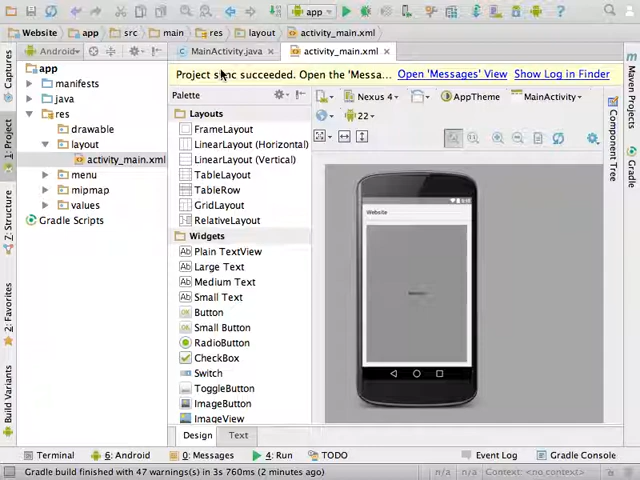 app
Website app src main res layout activity_main.xml
Android MainActivity.java activity_main.xml
Project sync succeeded. Open the 'Messa... Open 'Messages' View Show Log in Finder
Captures
1: Project
7: Structure
2: Favorites
Build Variants
app
manifests
java
res
drawable
layout
activity_main.xml
menu
mipmap
values
Gradle Scripts
Palette
Layouts
FrameLayout
LinearLayout (Horizontal)
LinearLayout (Vertical)
TableLayout
TableRow
GridLayout
RelativeLayout
Widgets
Plain TextView
Large Text
Medium Text
Small Text
Button
Small Button
RadioButton
CheckBox
Switch
ToggleButton
ImageButton
ImageView
Design Text
Nexus 4 AppTheme MainActivity
22
Website
Maven Projects
Gradle
Component Tree
Terminal 6: Android 0: Messages 4: Run TODO Event Log Gradle Console
Gradle build finished with 47 warnings(s) in 3s 760ms (2 minutes ago) n/a n/a Context: <no context>